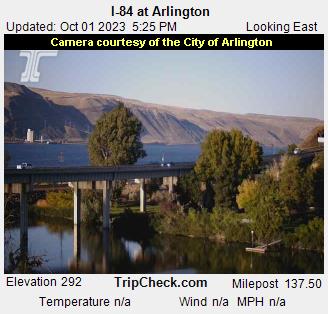 I-84 at Arlington
Updated: Oct 01 2023 5:25 PM Looking East
Camera courtesy of the City of Arlington
Elevation 292 TripCheck.com Milepost 137.50
Temperature n/a Wind n/a MPH n/a